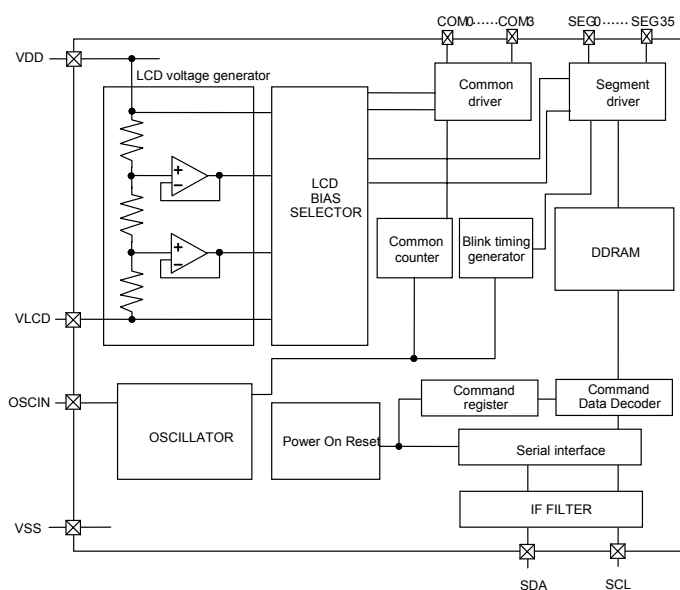 COM0······COM3
SEG0······SEG35
VDD
LCD voltage generator
Common
driver
Segment
driver
+
−
LCD
BIAS
SELECTOR
+
−
Common
counter
Blink timing
generator
DDRAM
VLCD
OSCIN
OSCILLATOR
Power On Reset
Command
register
Command
Data Decoder
Serial interface
IF FILTER
VSS
SDA
SCL